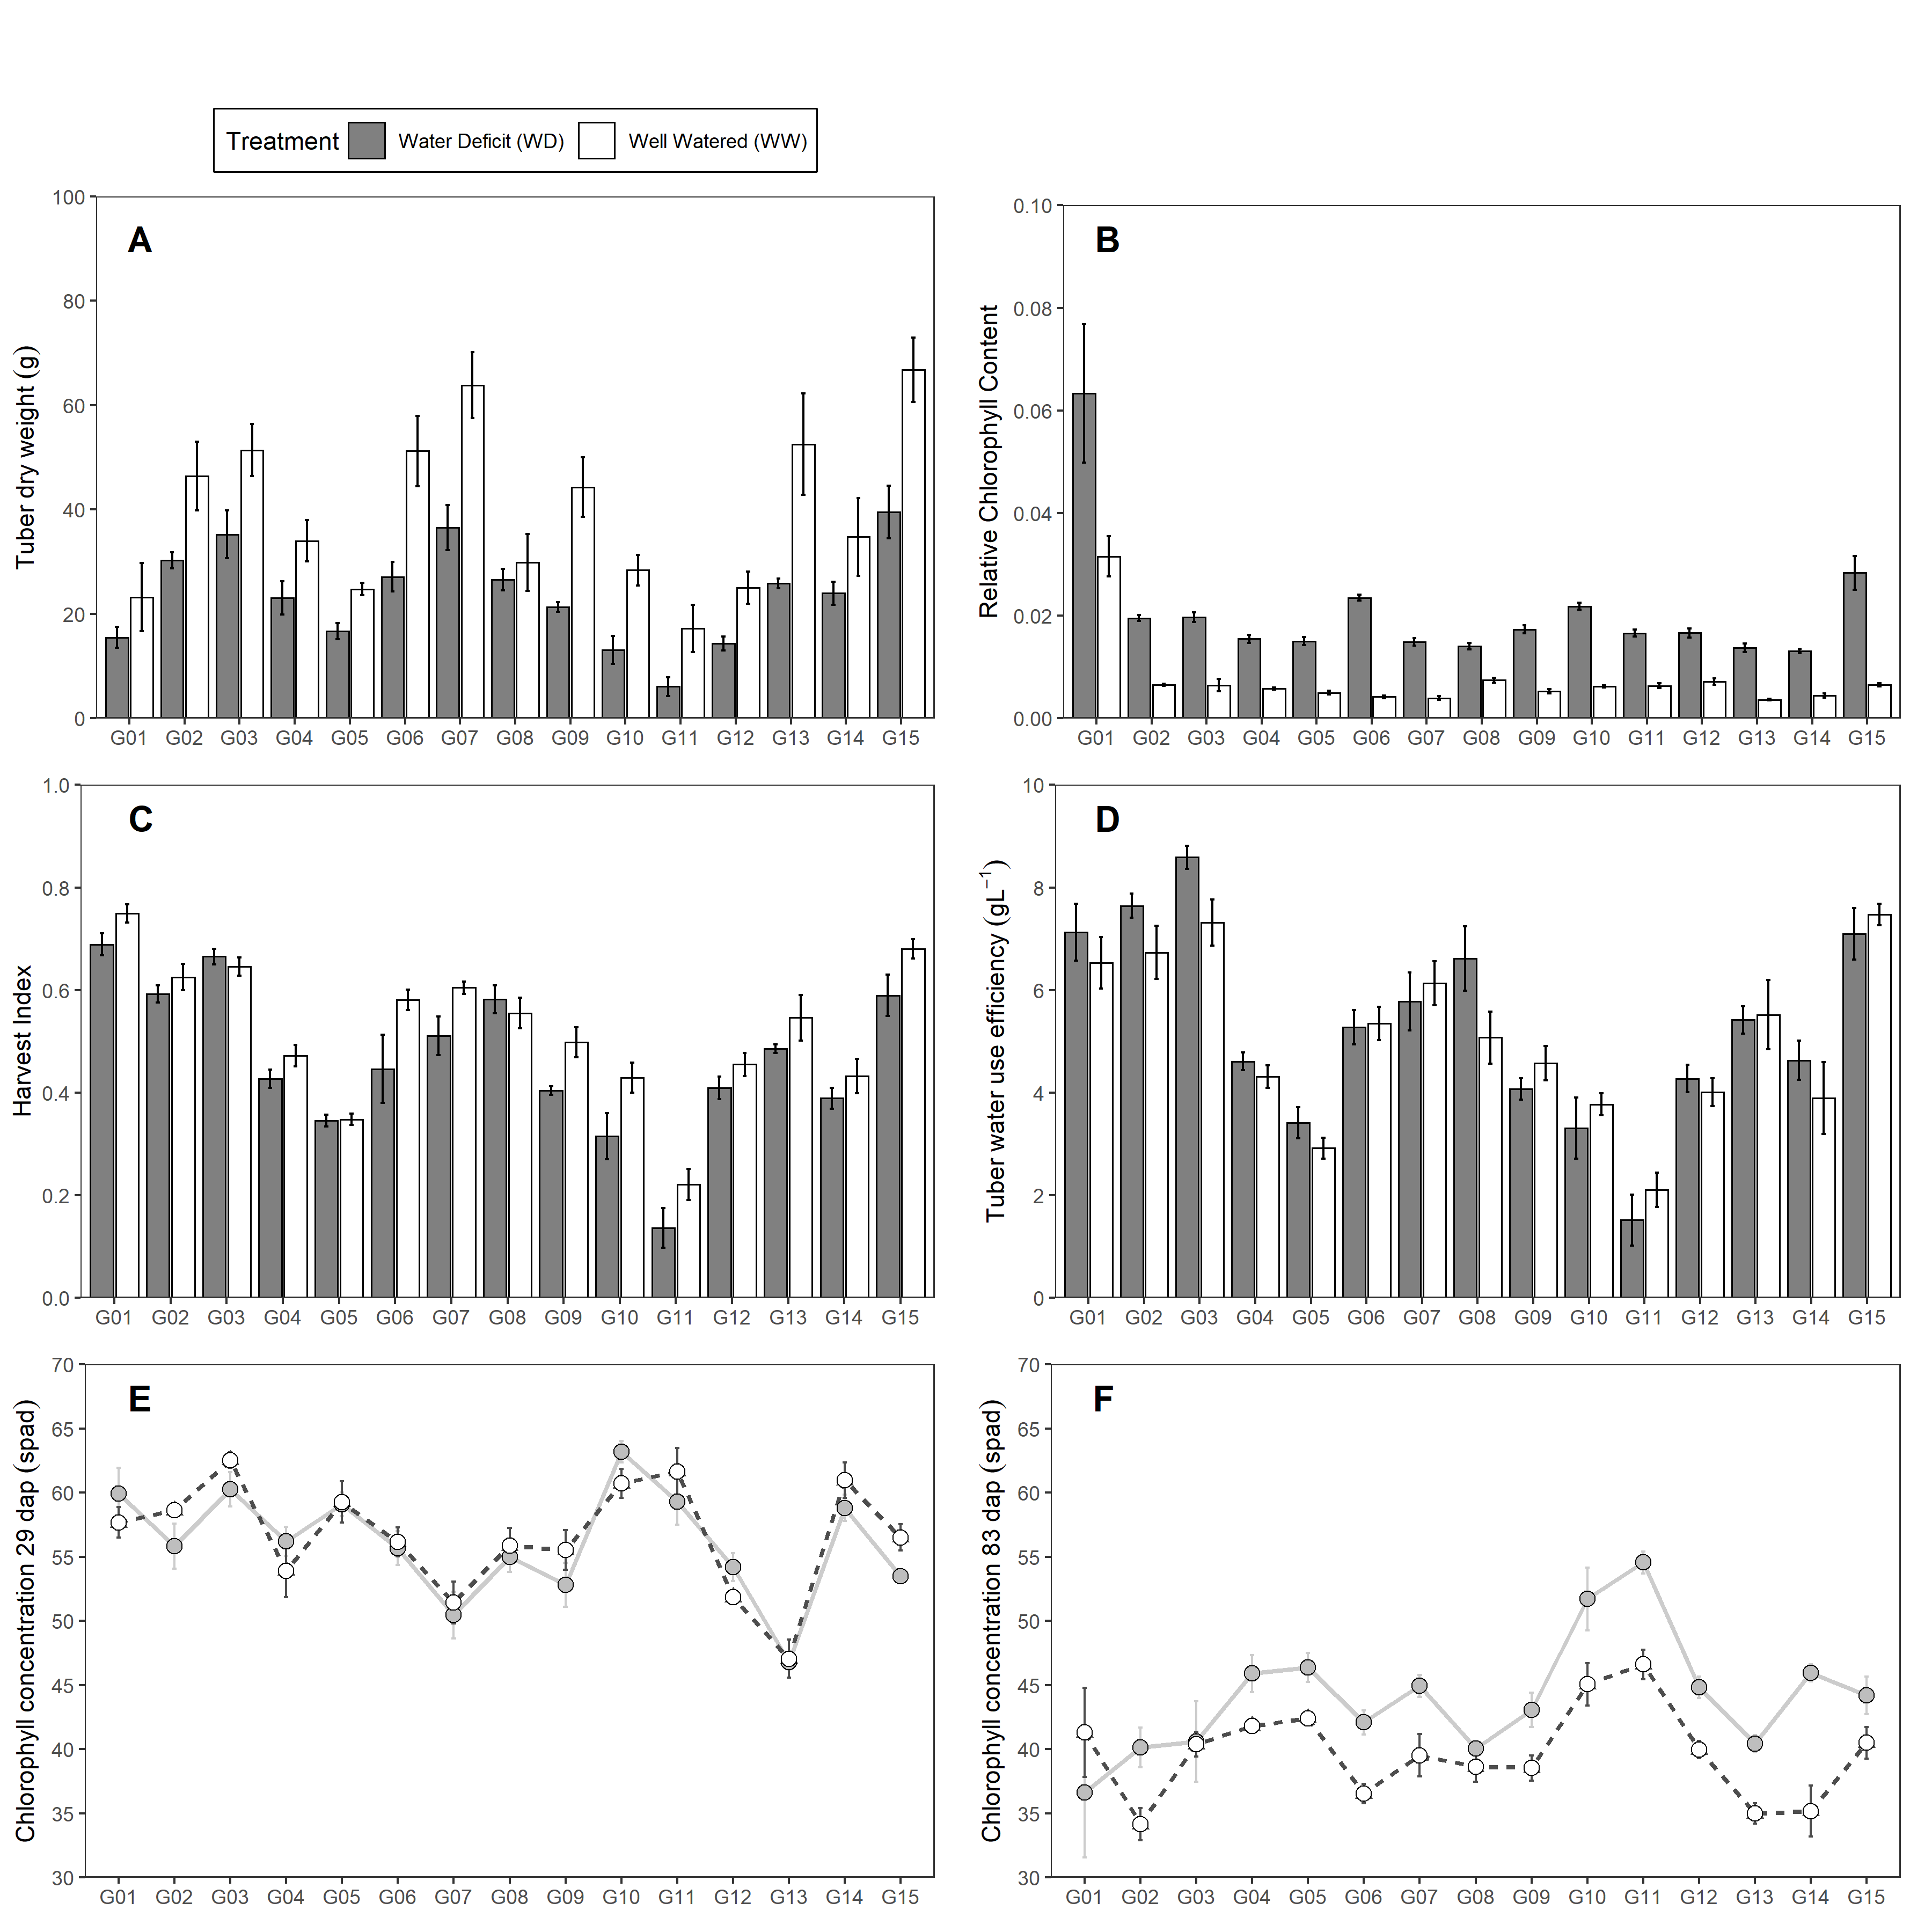 Treatment Water Deficit (WD) Well Watered (WW)
A
Tuber dry weight (g)
100
80
60
40
20
0
G01 G02 G03 G04 G05 G06 G07 G08 G09 G10 G11 G12 G13 G14 G15
B
Relative Chlorophyll Content
0.10
0.08
0.06
0.04
0.02
0.00
G01 G02 G03 G04 G05 G06 G07 G08 G09 G10 G11 G12 G13 G14 G15
C
Harvest Index
1.0
0.8
0.6
0.4
0.2
0.0
G01 G02 G03 G04 G05 G06 G07 G08 G09 G10 G11 G12 G13 G14 G15
D
Tuber water use efficiency (gL⁻¹)
10
8
6
4
2
0
G01 G02 G03 G04 G05 G06 G07 G08 G09 G10 G11 G12 G13 G14 G15
E
Chlorophyll concentration 29 dap (spad)
70
65
60
55
50
45
40
35
30
G01 G02 G03 G04 G05 G06 G07 G08 G09 G10 G11 G12 G13 G14 G15
F
Chlorophyll concentration 83 dap (spad)
70
65
60
55
50
45
40
35
30
G01 G02 G03 G04 G05 G06 G07 G08 G09 G10 G11 G12 G13 G14 G15